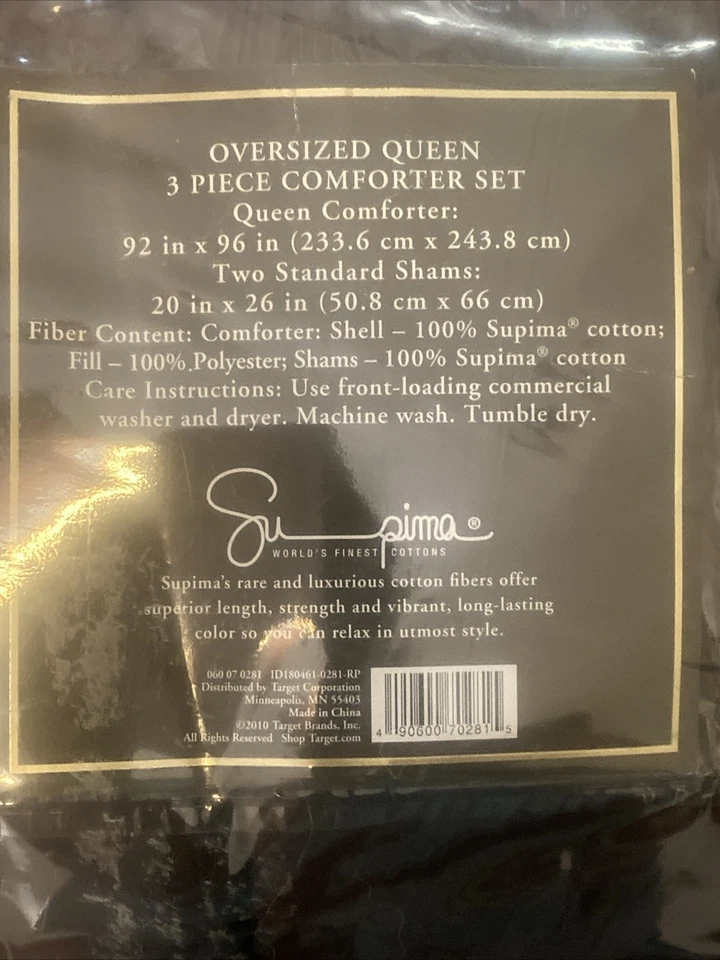 OVERSIZED QUEEN
3 PIECE COMFORTER SET
Queen Comforter:
92 in x 96 in (233.6 cm x 243.8 cm)
Two Standard Shams:
20 in x 26 in (50.8 cm x 66 cm)
Fiber Content: Comforter: Shell – 100% Supima® cotton;
Fill – 100% Polyester; Shams – 100% Supima® cotton
Care Instructions: Use front-loading commercial
washer and dryer. Machine wash. Tumble dry.
Supima®
WORLD'S FINEST COTTONS
Supima's rare and luxurious cotton fibers offer
superior length, strength and vibrant, long-lasting
color so you can relax in utmost style.
060 07 0281 ID180461-0281-RP
Distributed by Target Corporation
Minneapolis, MN 55403
Made in China
©2010 Target Brands, Inc.
All Rights Reserved Shop Target.com
4 90600 70281 5